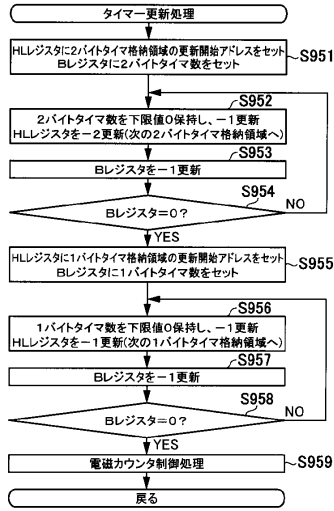 タイマー更新処理
HLレジスタに2バイトタイマ格納領域の更新開始アドレスをセット
Bレジスタに2バイトタイマ数をセット
S951
S952
2バイトタイマ数を下限値0保持し、－1更新
HLレジスタを－2更新(次の2バイトタイマ格納領域へ)
S953
Bレジスタを－1更新
S954
Bレジスタ＝0？
NO
YES
HLレジスタに1バイトタイマ格納領域の更新開始アドレスをセット
Bレジスタに1バイトタイマ数をセット
S955
S956
1バイトタイマ数を下限値0保持し、－1更新
HLレジスタを－1更新(次の1バイトタイマ格納領域へ)
S957
Bレジスタを－1更新
S958
Bレジスタ＝0？
NO
YES
電磁カウンタ制御処理
S959
戻る